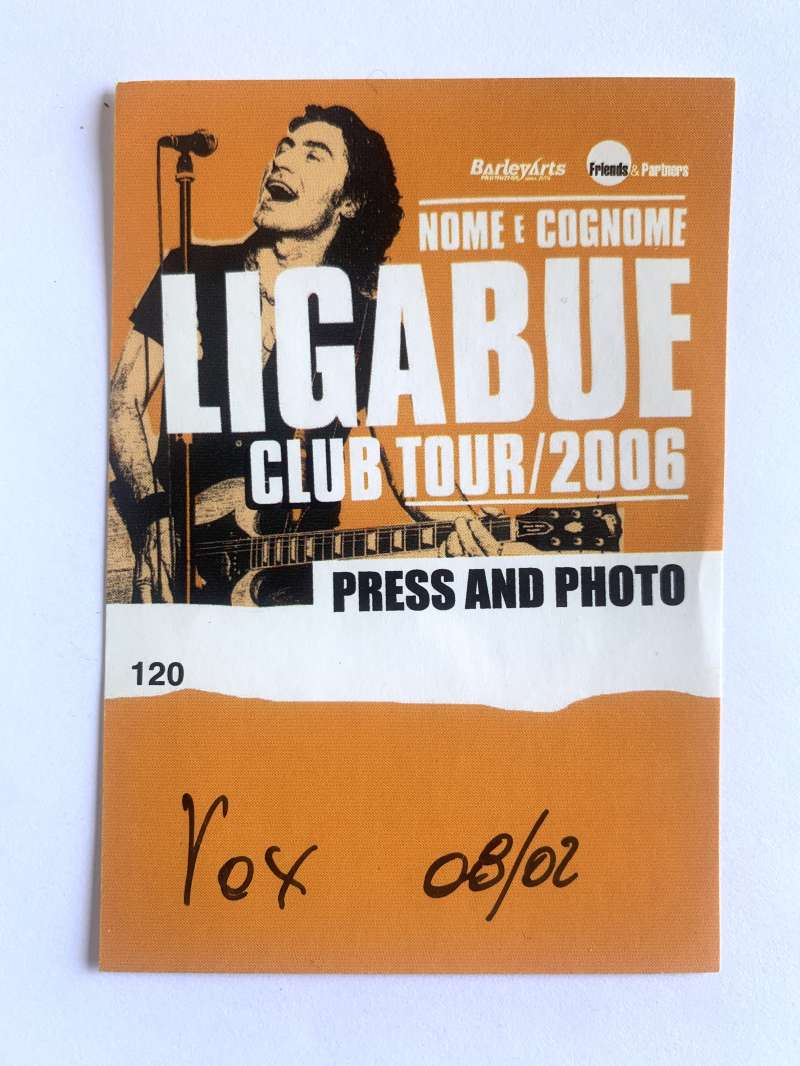 BarleyArts Friends & Partners
NOME E COGNOME
LIGABUE
CLUB TOUR/2006
PRESS AND PHOTO
120
Vox 08/02